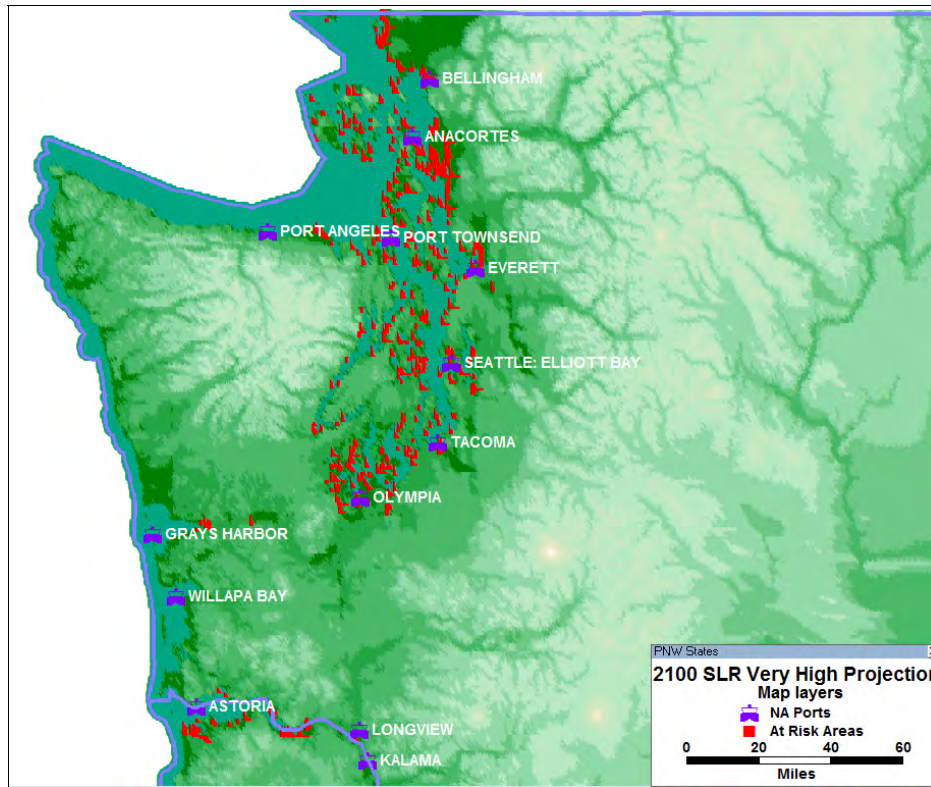 BELLINGHAM
ANACORTES
PORT ANGELES
PORT TOWNSEND
EVERETT
SEATTLE: ELLIOTT BAY
TACOMA
OLYMPIA
GRAYS HARBOR
WILLAPA BAY
ASTORIA
LONGVIEW
KALAMA
PNW States
2100 SLR Very High Projection
Map layers
NA Ports
At Risk Areas
0 20 40 60
Miles